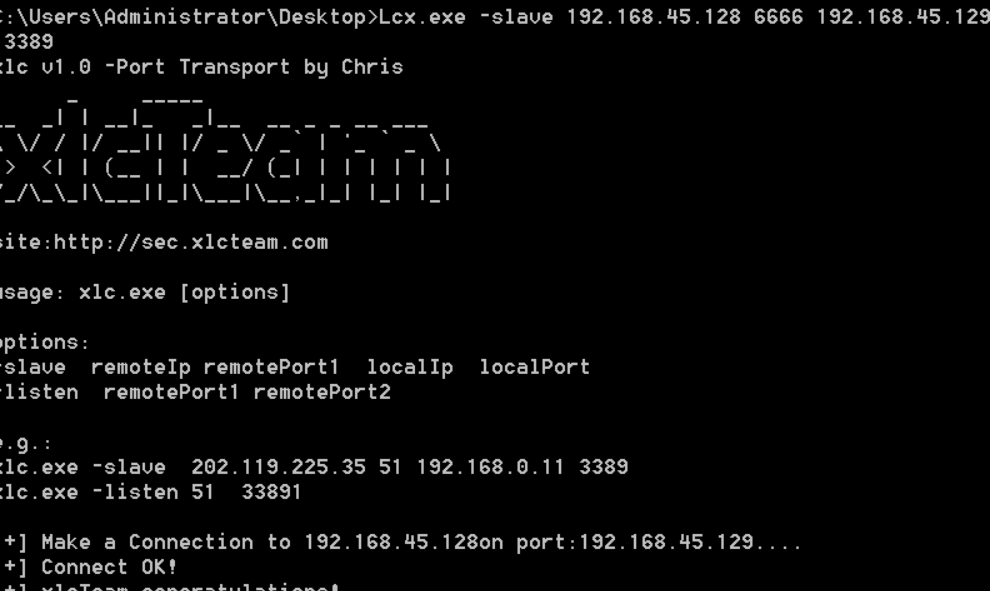 C:\Users\Administrator\Desktop>Lcx.exe -slave 192.168.45.128 6666 192.168.45.129
3389
xlc v1.0 -Port Transport by Chris
xlcTeam
site:http://sec.xlcteam.com
usage: xlc.exe [options]
options:
-slave  remoteIp remotePort1  localIp  localPort
-listen  remotePort1 remotePort2
e.g.:
xlc.exe -slave  202.119.225.35 51 192.168.0.11 3389
xlc.exe -listen 51  33891
[+] Make a Connection to 192.168.45.128on port:192.168.45.129....
[+] Connect OK!
[+] xlcTeam congratulations!